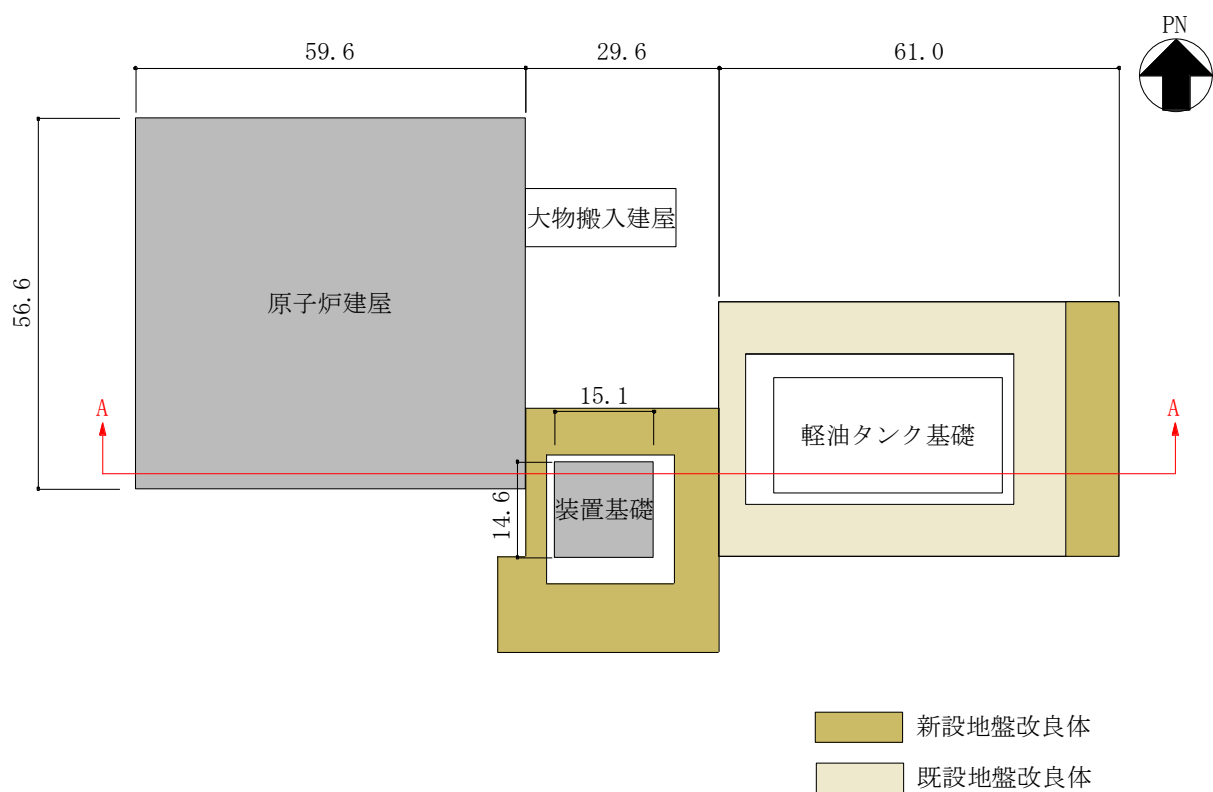 PN
59.6
29.6
61.0
大物搬入建屋
56.6
原子炉建屋
A
15.1
A
軽油タンク基礎
14.6
装置基礎
新設地盤改良体
既設地盤改良体